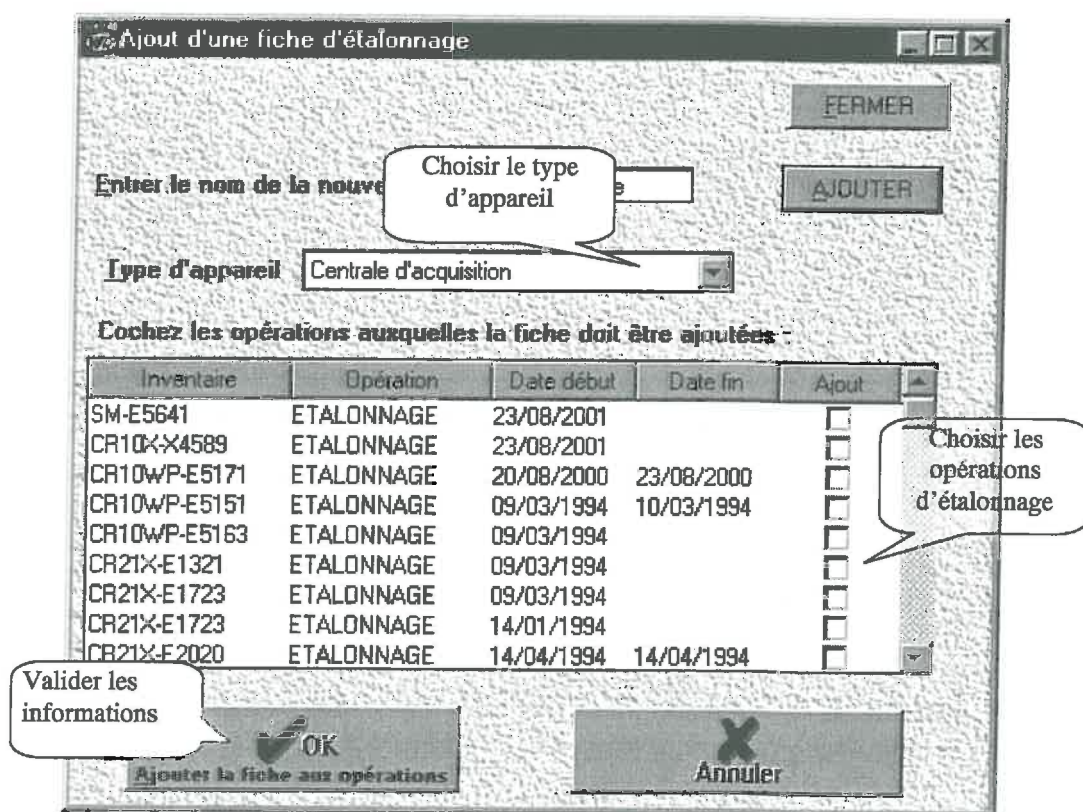 Ajout d'une fiche d'étalonnage
FERMER
Choisir le type
d'appareil
Entrer le nom de la nouve
e
AJOUTER
Type d'appareil Centrale d'acquisition
Cochez les opérations auxquelles la fiche doit être ajoutées :
Inventaire Opération Date début Date fin Ajout
SM-E5641 ETALONNAGE 23/08/2001
CR10X-X4589 ETALONNAGE 23/08/2001
CR10WP-E5171 ETALONNAGE 20/08/2000 23/08/2000
CR10WP-E5151 ETALONNAGE 09/03/1994 10/03/1994
CR10WP-E5163 ETALONNAGE 09/03/1994
CR21X-E1321 ETALONNAGE 09/03/1994
CR21X-E1723 ETALONNAGE 09/03/1994
CR21X-E1723 ETALONNAGE 14/01/1994
CR21X-E2020 ETALONNAGE 14/04/1994 14/04/1994
Choisir les
opérations
d'étalonnage
Valider les
informations
OK
Ajouter la fiche aux opérations
Annuler